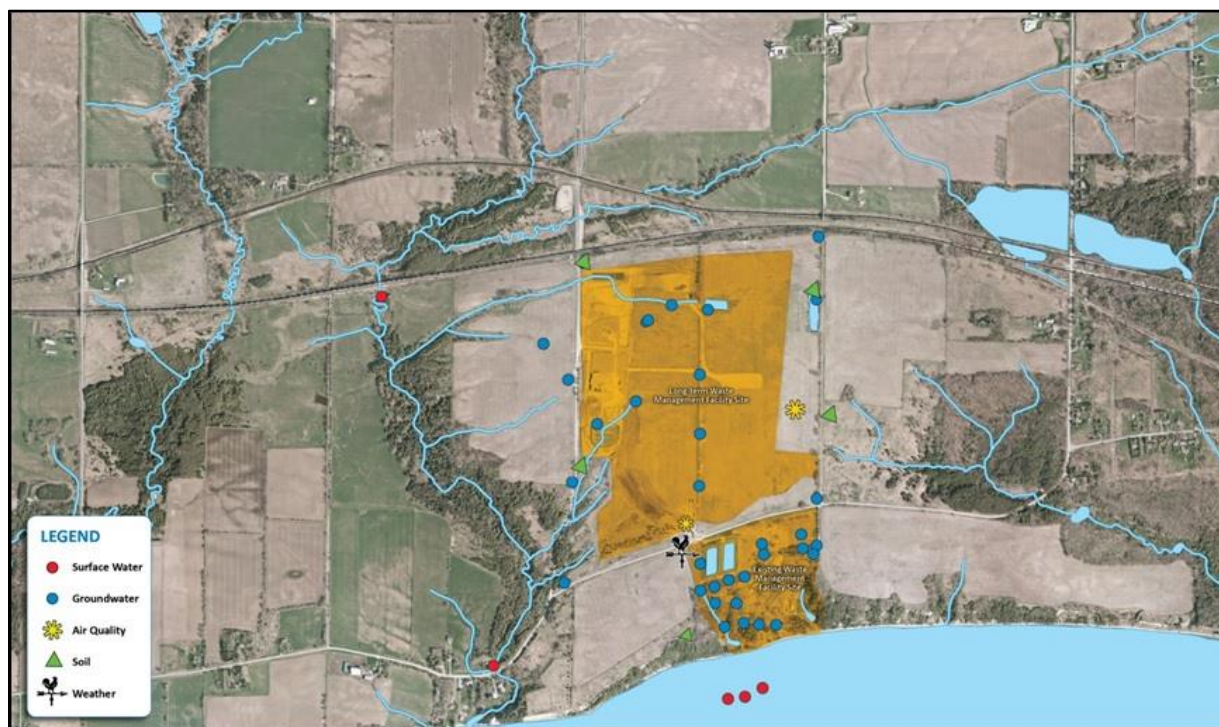 Long-term Waste
Management Facility Site
Existing Waste
Management
Facility Site
LEGEND
Surface Water
Groundwater
Air Quality
Soil
Weather